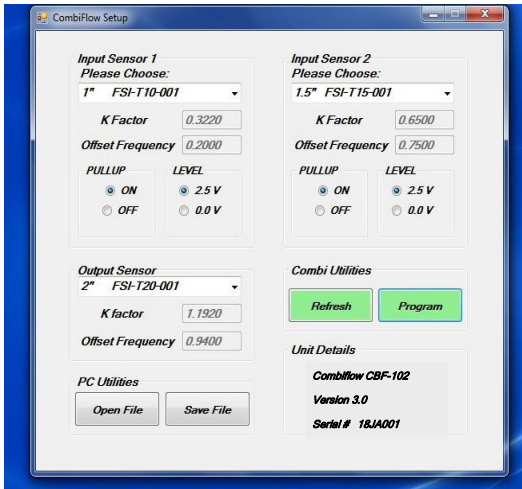 CombiFlow Setup
Input Sensor 1
Please Choose:
1" FSI-T10-001
K Factor 0.3220
Offset Frequency 0.2000
PULLUP LEVEL
ON 2.5 V
OFF 0.0 V
Input Sensor 2
Please Choose:
1.5" FSI-T15-001
K Factor 0.6500
Offset Frequency 0.7500
PULLUP LEVEL
ON 2.5 V
OFF 0.0 V
Output Sensor
2" FSI-T20-001
K factor 1.1920
Offset Frequency 0.9400
Combi Utilities
Refresh Program
PC Utilities
Open File Save File
Unit Details
Combiflow CBF-102
Version 3.0
Serial # 18JA001